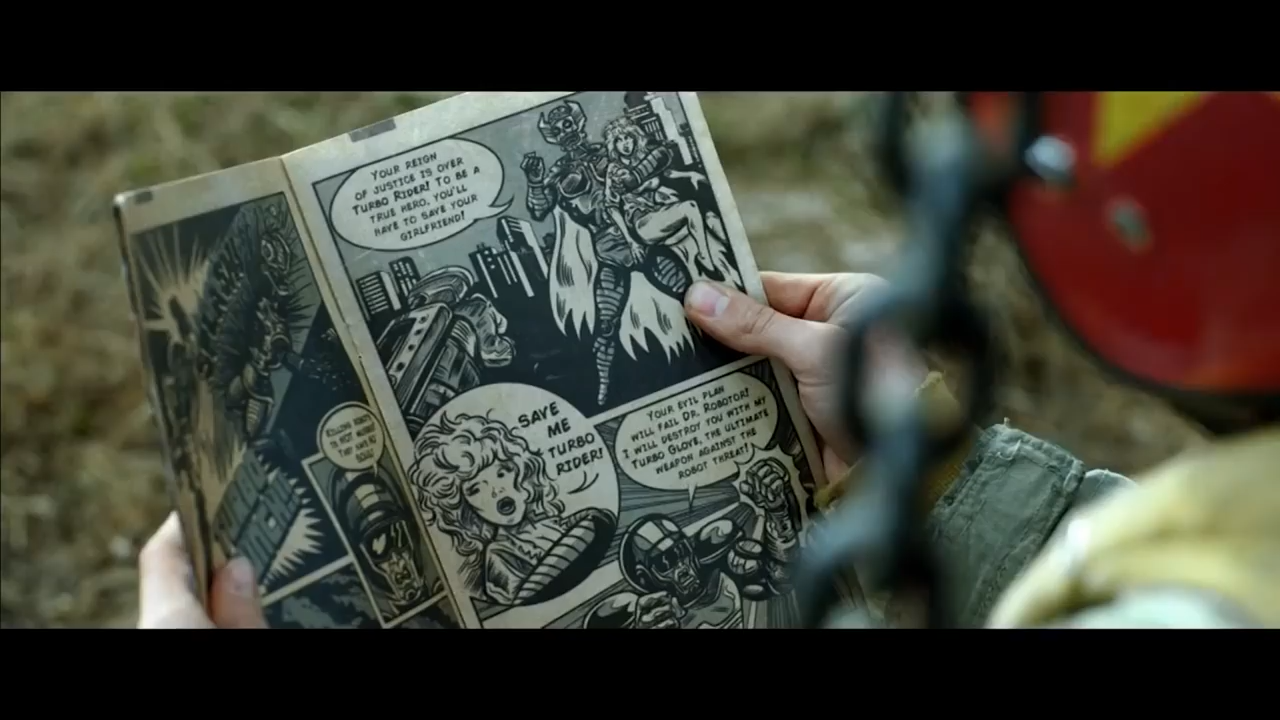 YOUR REIGN
OF JUSTICE IS OVER
TURBO RIDER! TO BE A
TRUE HERO, YOU'LL
HAVE TO SAVE YOUR
GIRLFRIEND!
SAVE
ME
TURBO
RIDER!
YOUR EVIL PLAN
WILL FAIL DR. ROBOTOR!
I WILL DESTROY YOU WITH MY
TURBO GLOVE, THE ULTIMATE
WEAPON AGAINST THE
ROBOT THREAT!